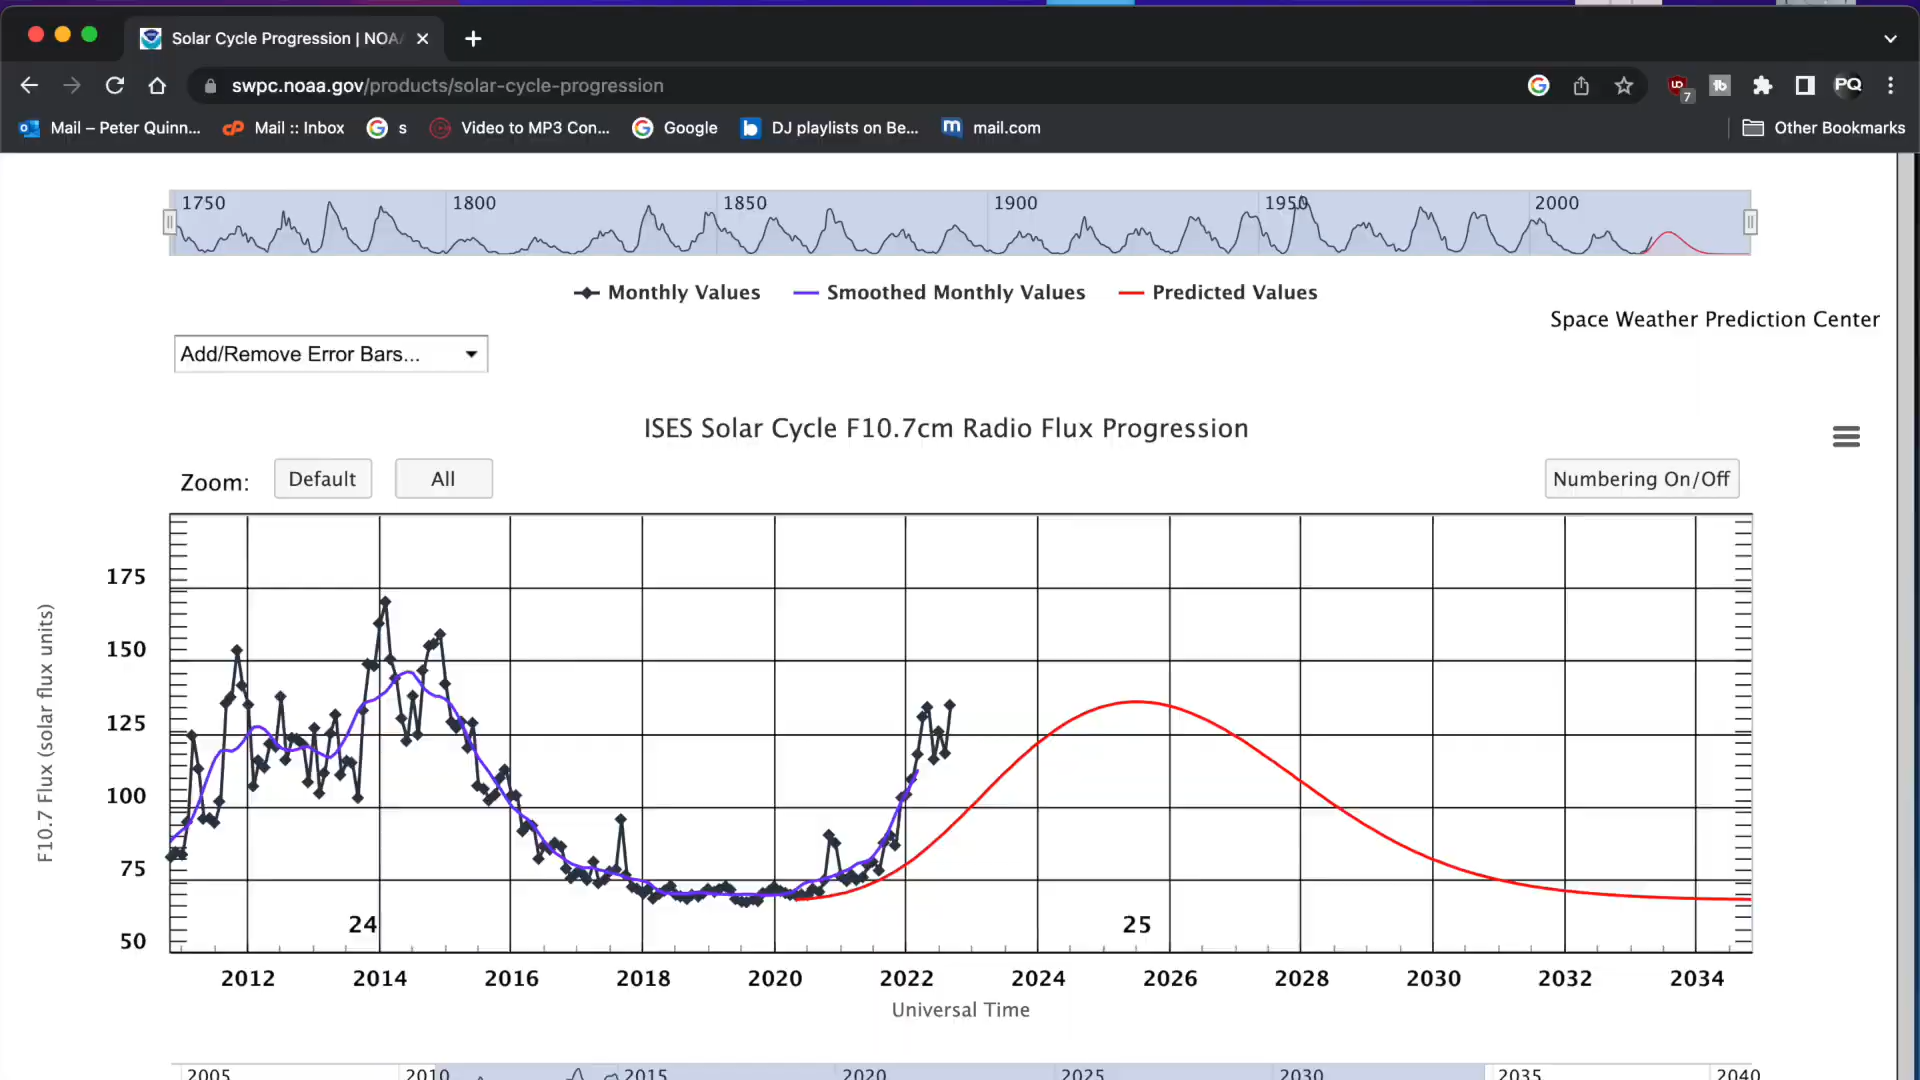 Solar Cycle Progression | NOA
swpc.noaa.gov/products/solar-cycle-progression
7
PQ
Mail – Peter Quinn...
Mail :: Inbox
s
Video to MP3 Con...
Google
DJ playlists on Be...
mail.com
Other Bookmarks
1750 1800 1850 1900 1950 2000
Monthly Values Smoothed Monthly Values Predicted Values
Space Weather Prediction Center
Add/Remove Error Bars...
ISES Solar Cycle F10.7cm Radio Flux Progression
Zoom: Default All Numbering On/Off
F10.7 Flux (solar flux units)
175
150
125
100
75
50
24 25
2012 2014 2016 2018 2020 2022 2024 2026 2028 2030 2032 2034
Universal Time
2005 2010 2015 2020 2025 2030 2035 2040